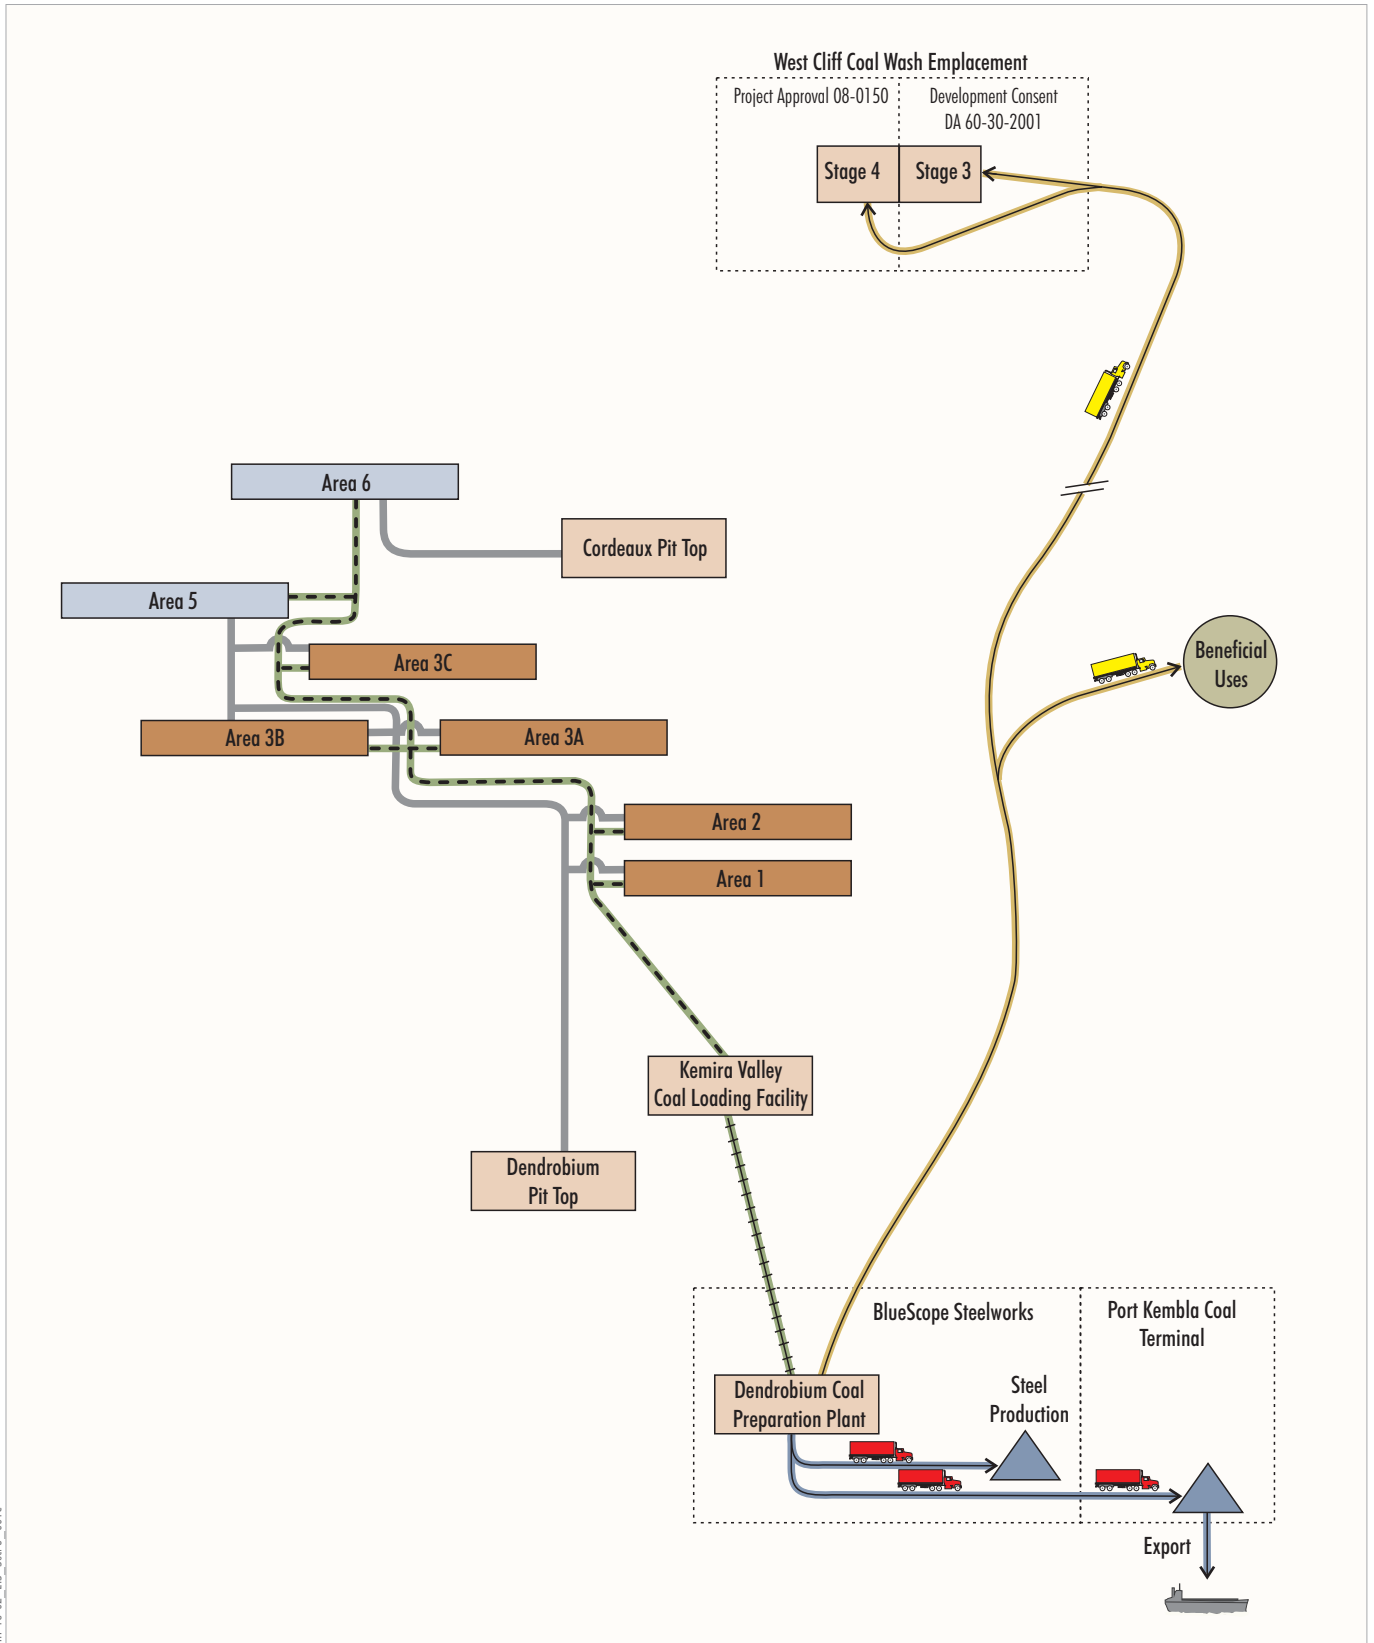 West Cliff Coal Wash Emplacement
Project Approval 08-0150
Development Consent
DA 60-30-2001
Stage 4
Stage 3
Area 6
Cordeaux Pit Top
Area 5
Beneficial
Uses
Area 3C
Area 3B
Area 3A
Area 2
Area 1
Kemira Valley
Coal Loading Facility
Dendrobium
Pit Top
BlueScope Steelworks
Port Kembla Coal
Terminal
Dendrobium Coal
Preparation Plant
Steel
Production
Export